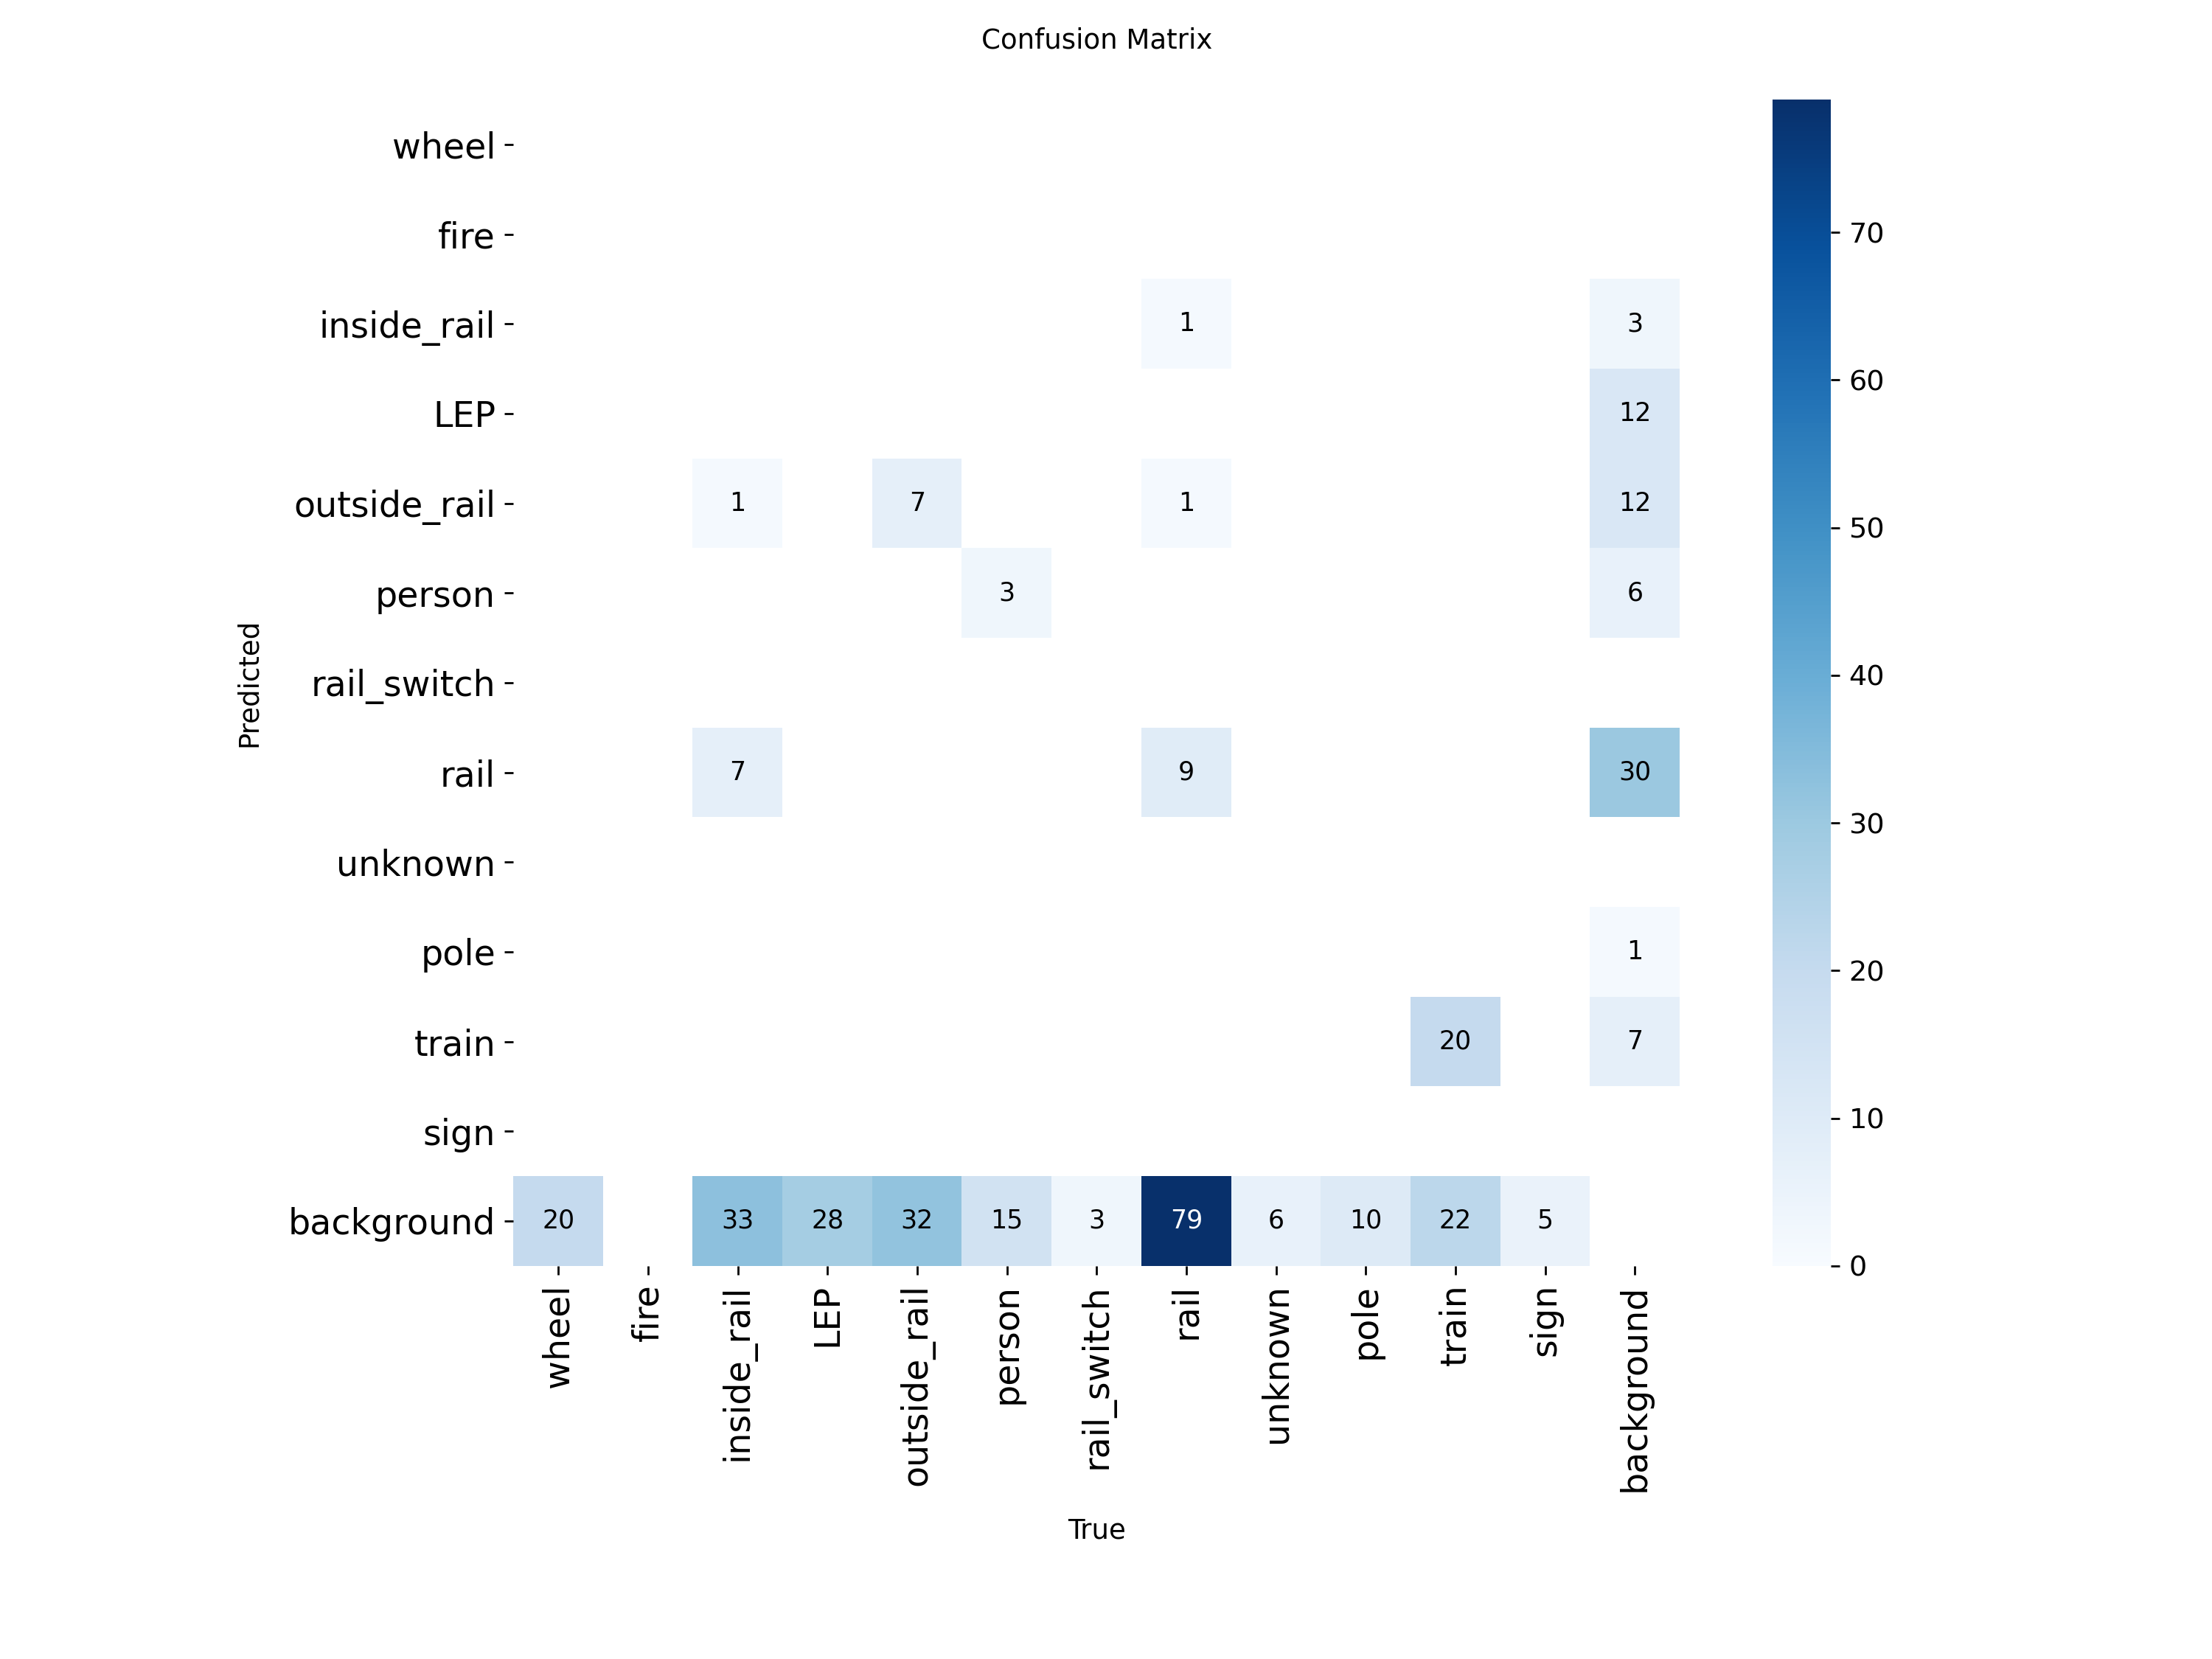 Confusion Matrix
wheel
fire
inside_rail 1 3
LEP 12
outside_rail 1 7 1 12
person 3 6
rail_switch
rail 7 9 30
unknown
pole 1
train 20 7
sign
background 20 33 28 32 15 3 79 6 10 22 5
Predicted
wheel fire inside_rail LEP outside_rail person rail_switch rail unknown pole train sign background
True
70
60
50
40
30
20
10
0